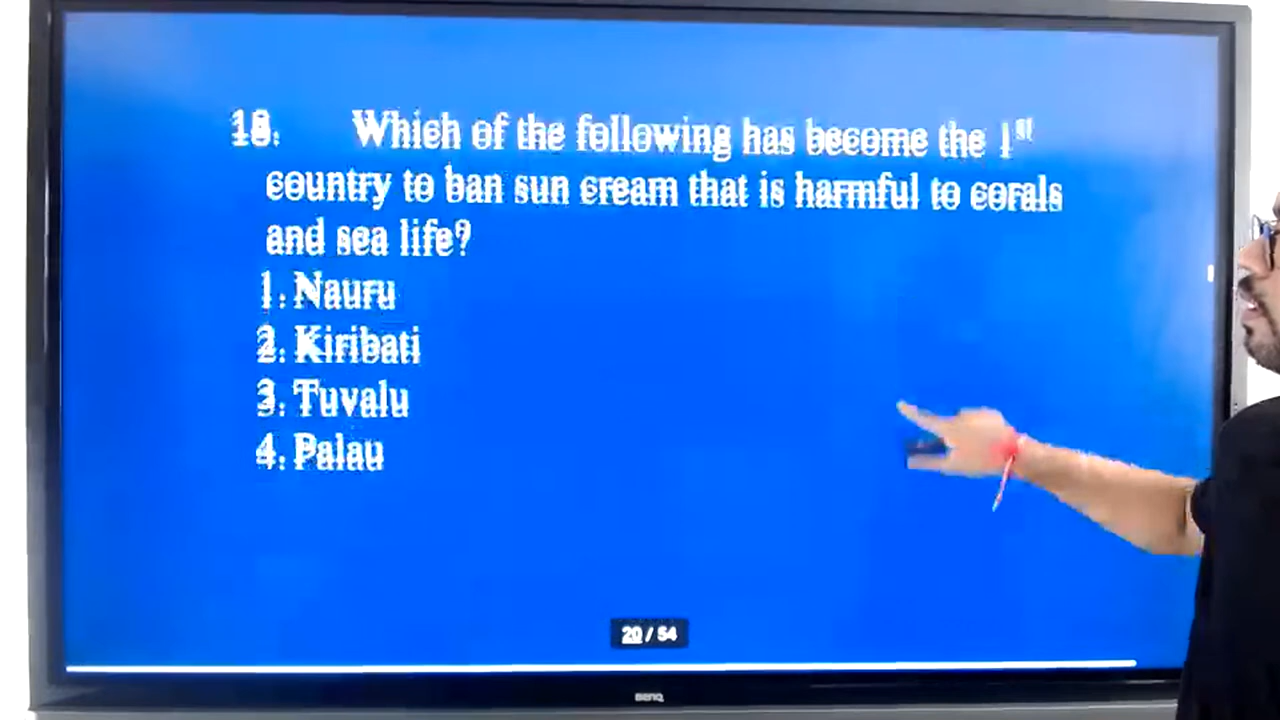 18. Which of the following has become the 1st
country to ban sun cream that is harmful to corals
and sea life?
1. Nauru
2. Kiribati
3. Tuvalu
4. Palau
20 / 54
BenQ